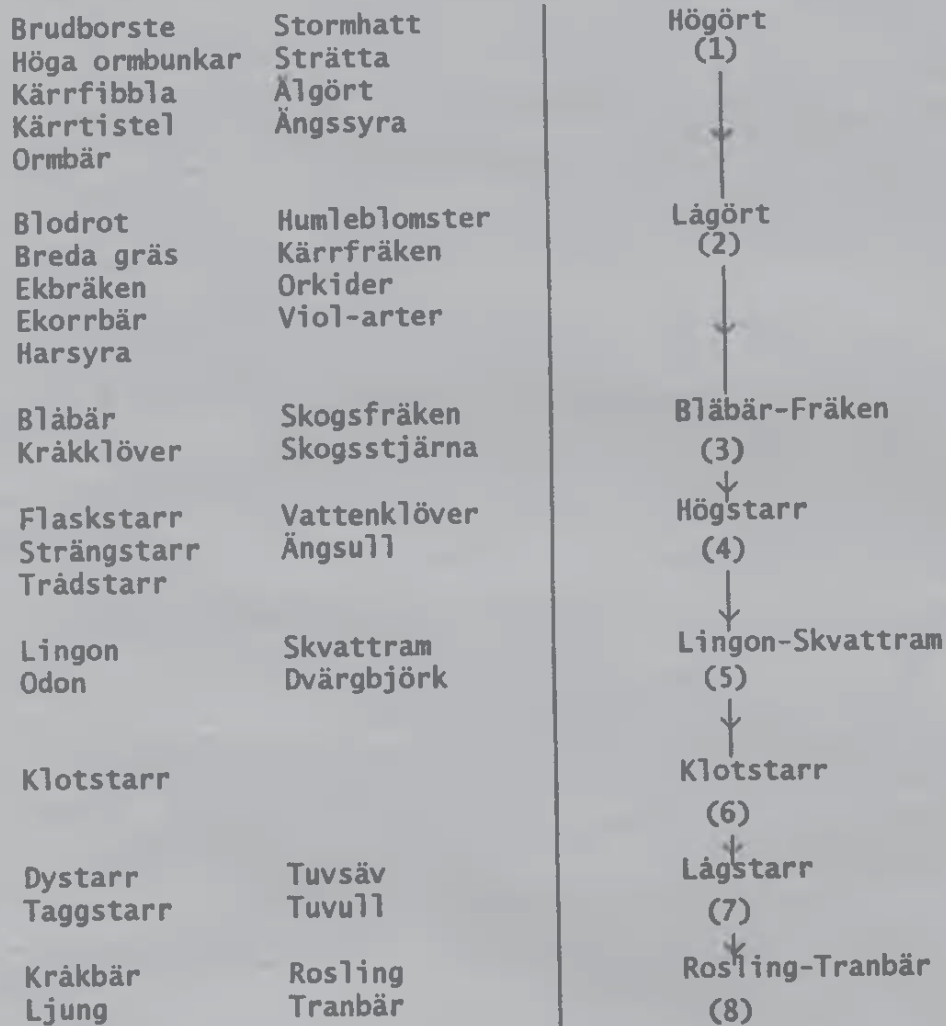 Brudborste Stormhatt Högört
Höga ormbunkar Strätta (1)
Kärrfibbla Älgört
Kärrtistel Ängssyra
Ormbär
Blodrot Humleblomster Lågört
Breda gräs Kärrfräken (2)
Ekbräken Orkider
Ekorrbär Viol-arter
Harsyra
Blåbär Skogsfräken Blåbär-Fräken
Kråkklöver Skogsstjärna (3)
Flaskstarr Vattenklöver Högstarr
Strängstarr Ängsull (4)
Trådstarr
Lingon Skvattram Lingon-Skvattram
Odon Dvärgbjörk (5)
Klotstarr Klotstarr
(6)
Dystarr Tuvsäv Lågstarr
Taggstarr Tuvull (7)
Kråkbär Rosling Rosling-Tranbär
Ljung Tranbär (8)